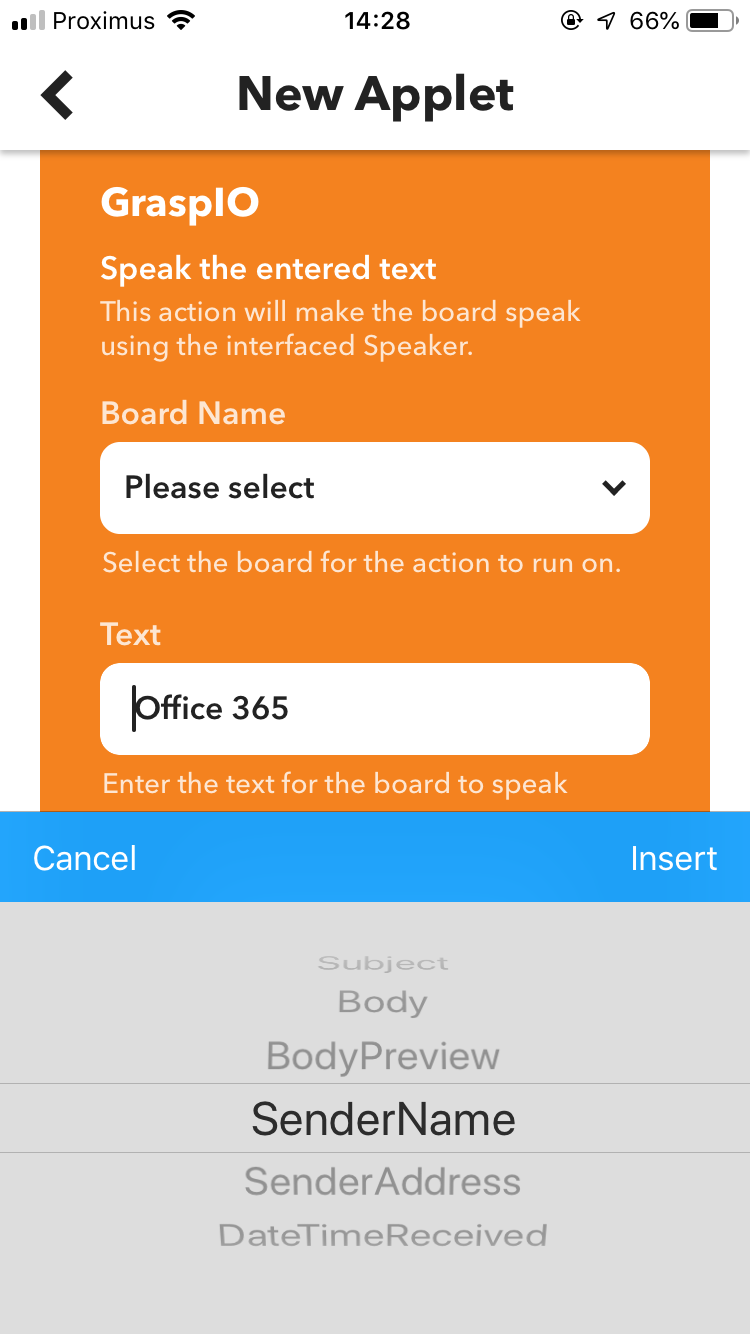 Proximus 14:28 66%
New Applet
GraspIO
Speak the entered text
This action will make the board speak
using the interfaced Speaker.
Board Name
Please select
Select the board for the action to run on.
Text
Office 365
Enter the text for the board to speak
Cancel Insert
Subject
Body
BodyPreview
SenderName
SenderAddress
DateTimeReceived